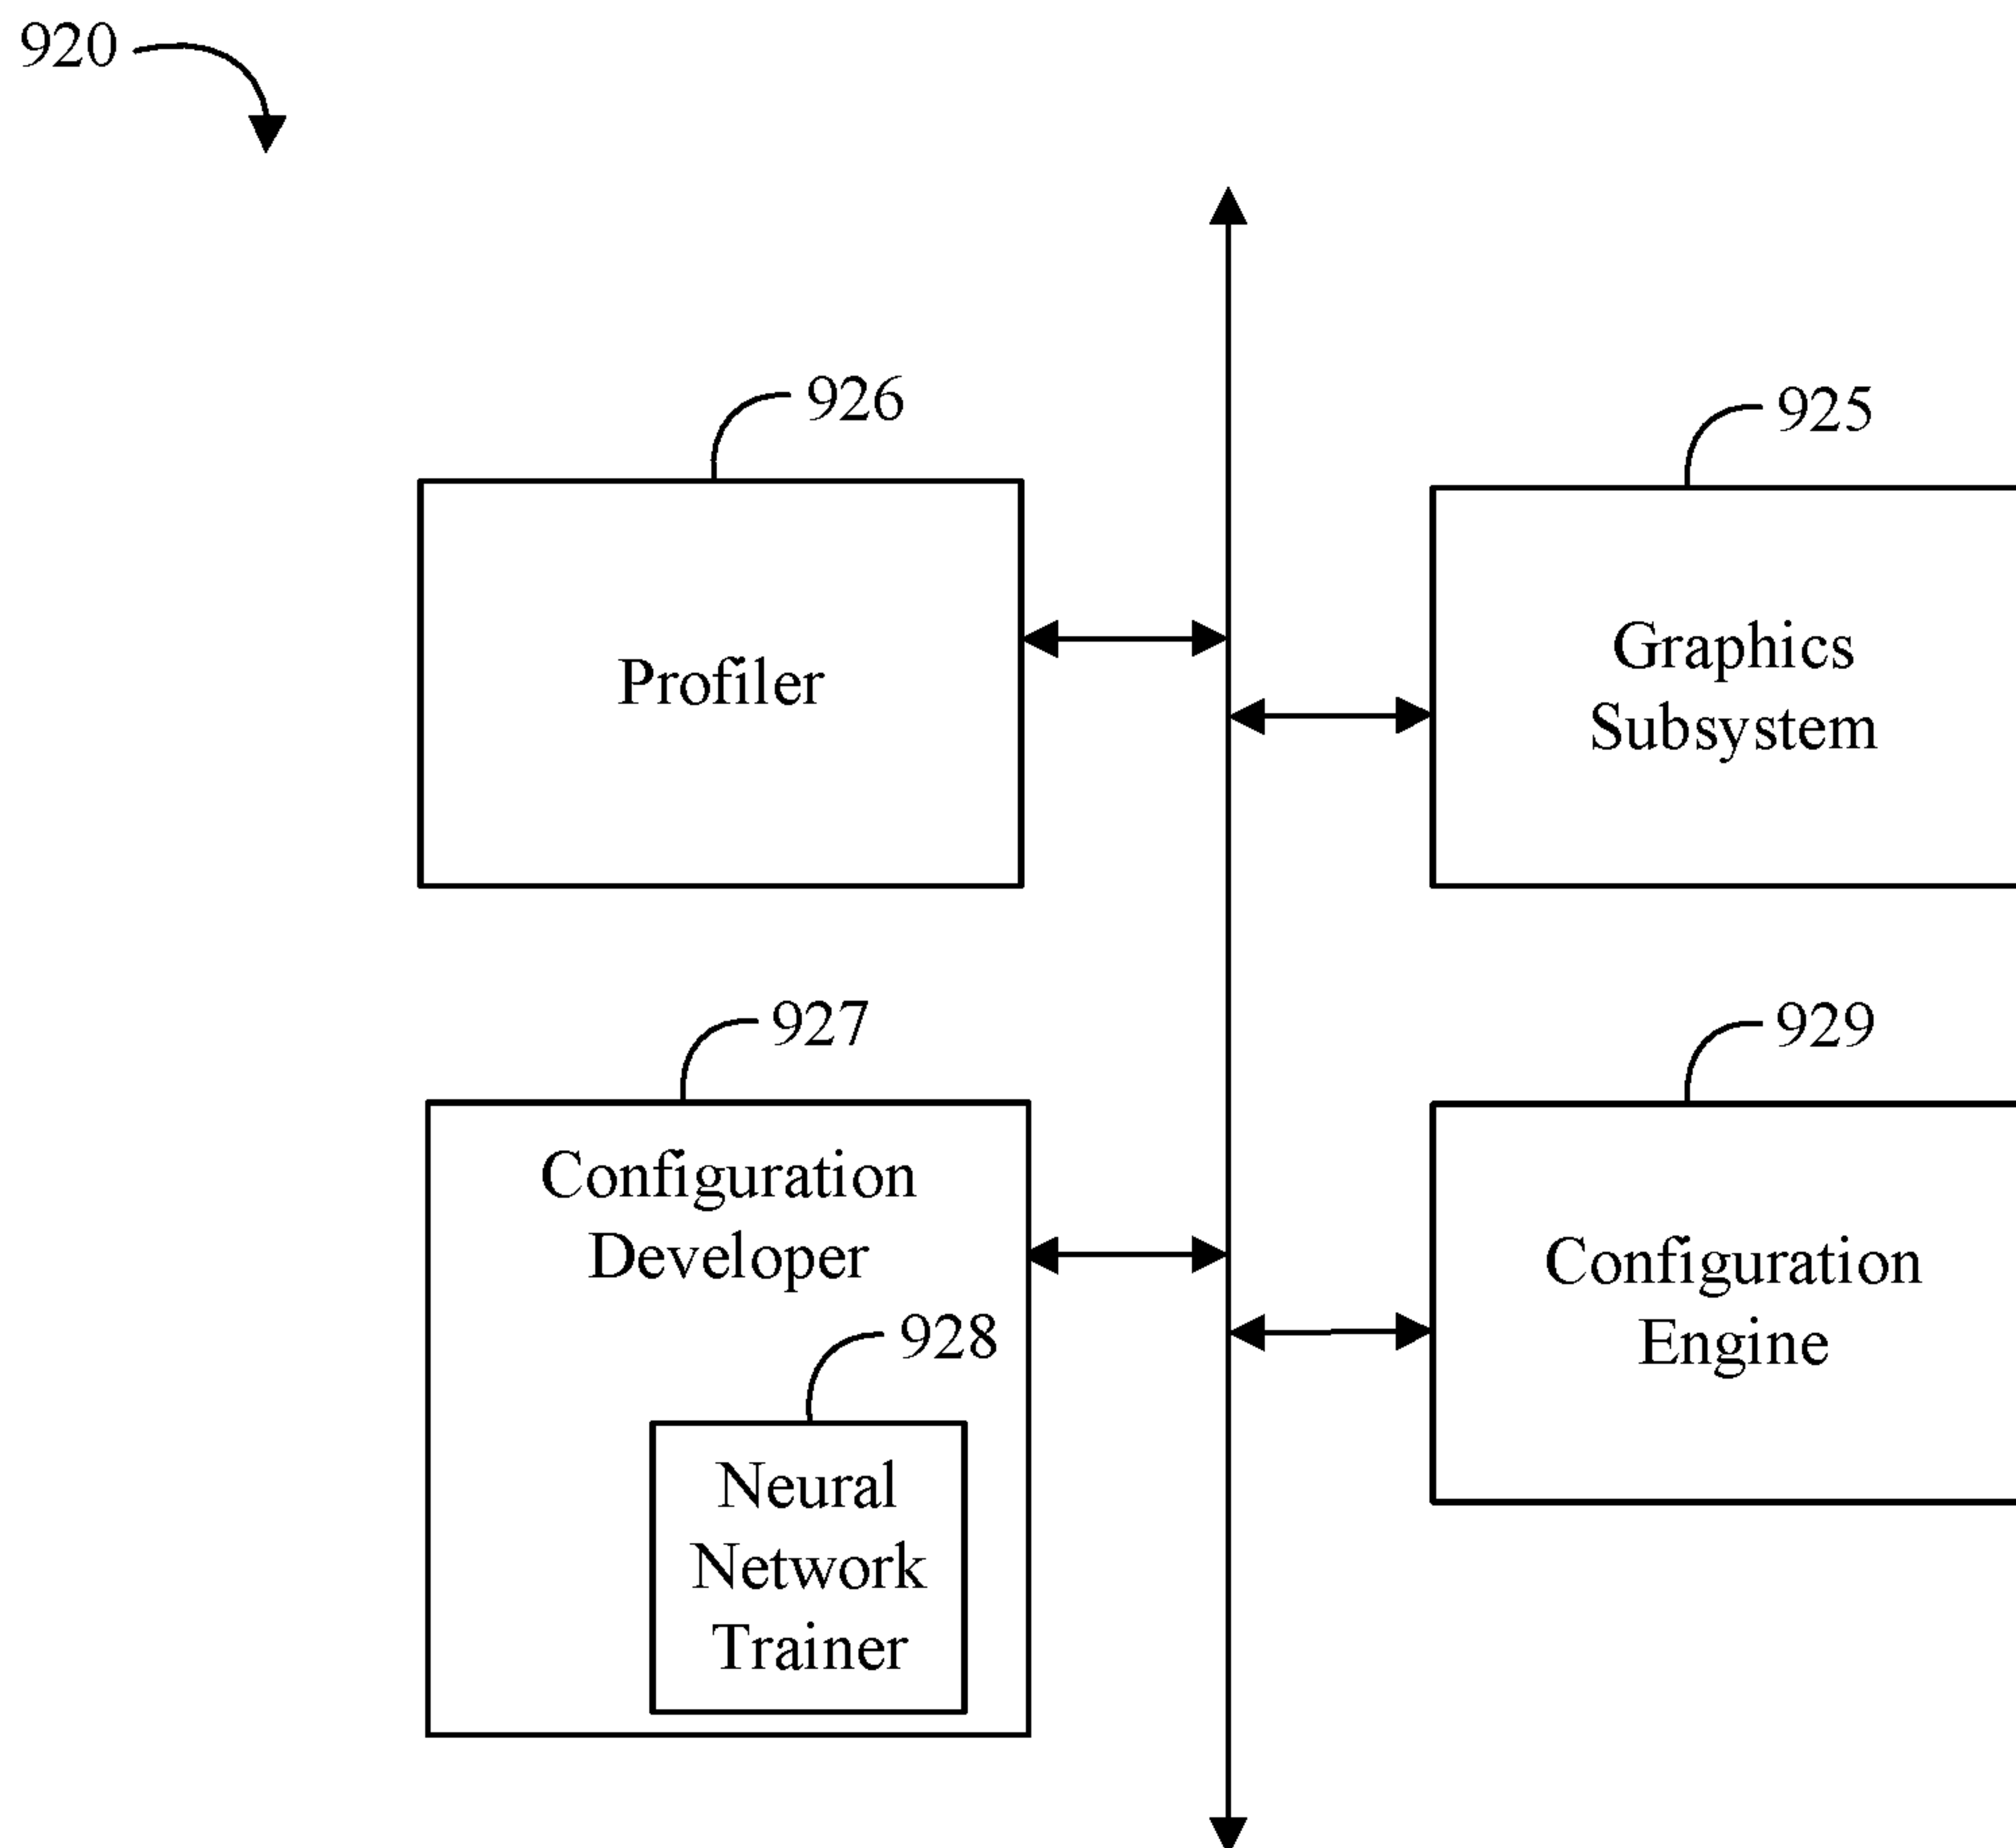 920
926
Profiler
925
Graphics
Subsystem
927
Configuration
Developer
928
Neural
Network
Trainer
929
Configuration
Engine